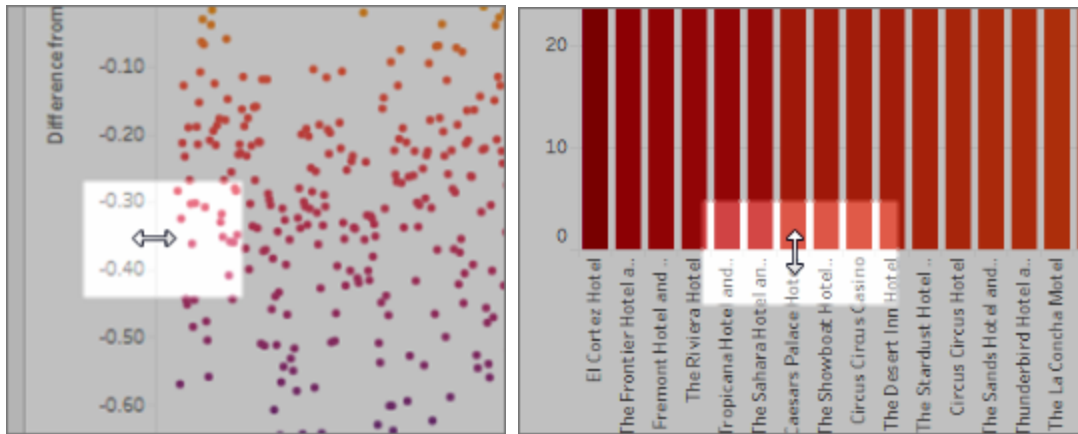 Difference from
-0.10
-0.20
-0.30
-0.40
-0.50
-0.60
20
10
0
El Cortez Hotel
The Frontier Hotel a..
Fremont Hotel and ..
The Riviera Hotel
Tropicana Hotel and..
The Sahara Hotel an..
Caesars Palace Hotel
The Showboat Hotel..
Circus Circus Casino
The Desert Inn Hotel
The Stardust Hotel ..
Circus Circus Hotel
The Sands Hotel and..
Thunderbird Hotel a..
The La Concha Motel